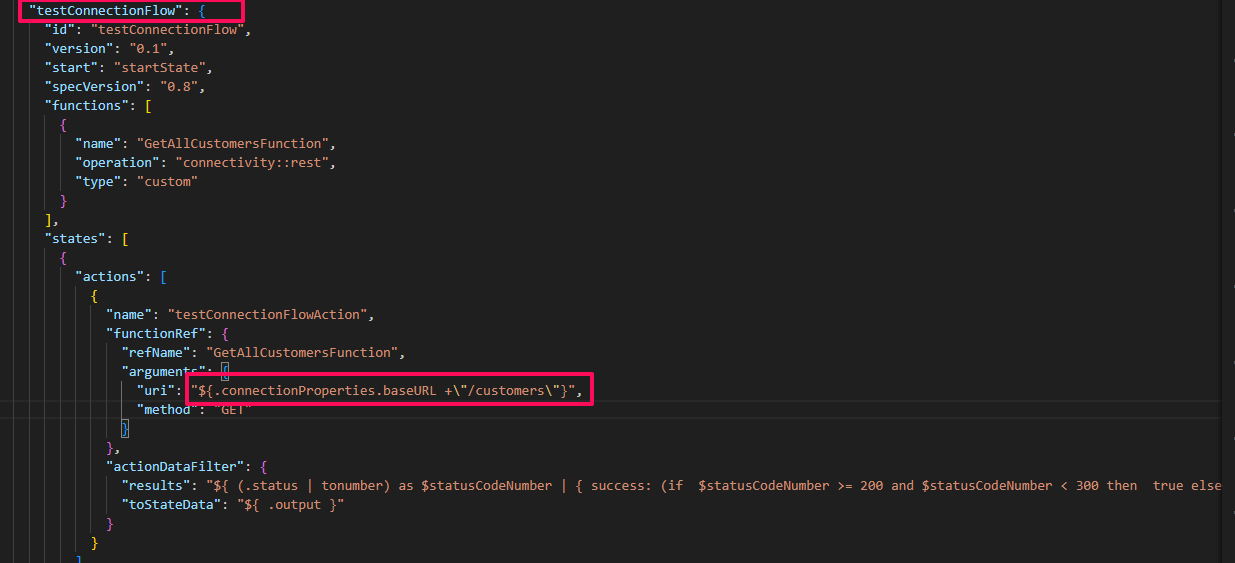 "testConnectionFlow": {
"id": "testConnectionFlow",
"version": "0.1",
"start": "startState",
"specVersion": "0.8",
"functions": [
{
"name": "GetAllCustomersFunction",
"operation": "connectivity::rest",
"type": "custom"
}
],
"states": [
{
"actions": [
{
"name": "testConnectionFlowAction",
"functionRef": {
"refName": "GetAllCustomersFunction",
"arguments": {
"uri": "${.connectionProperties.baseURL +\"/customers\"}",
"method": "GET"
}
},
"actionDataFilter": {
"results": "${ (.status | tonumber) as $statusCodeNumber | { success: (if  $statusCodeNumber >= 200 and $statusCodeNumber < 300 then  true else
"toStateData": "${ .output }"
}
}
]